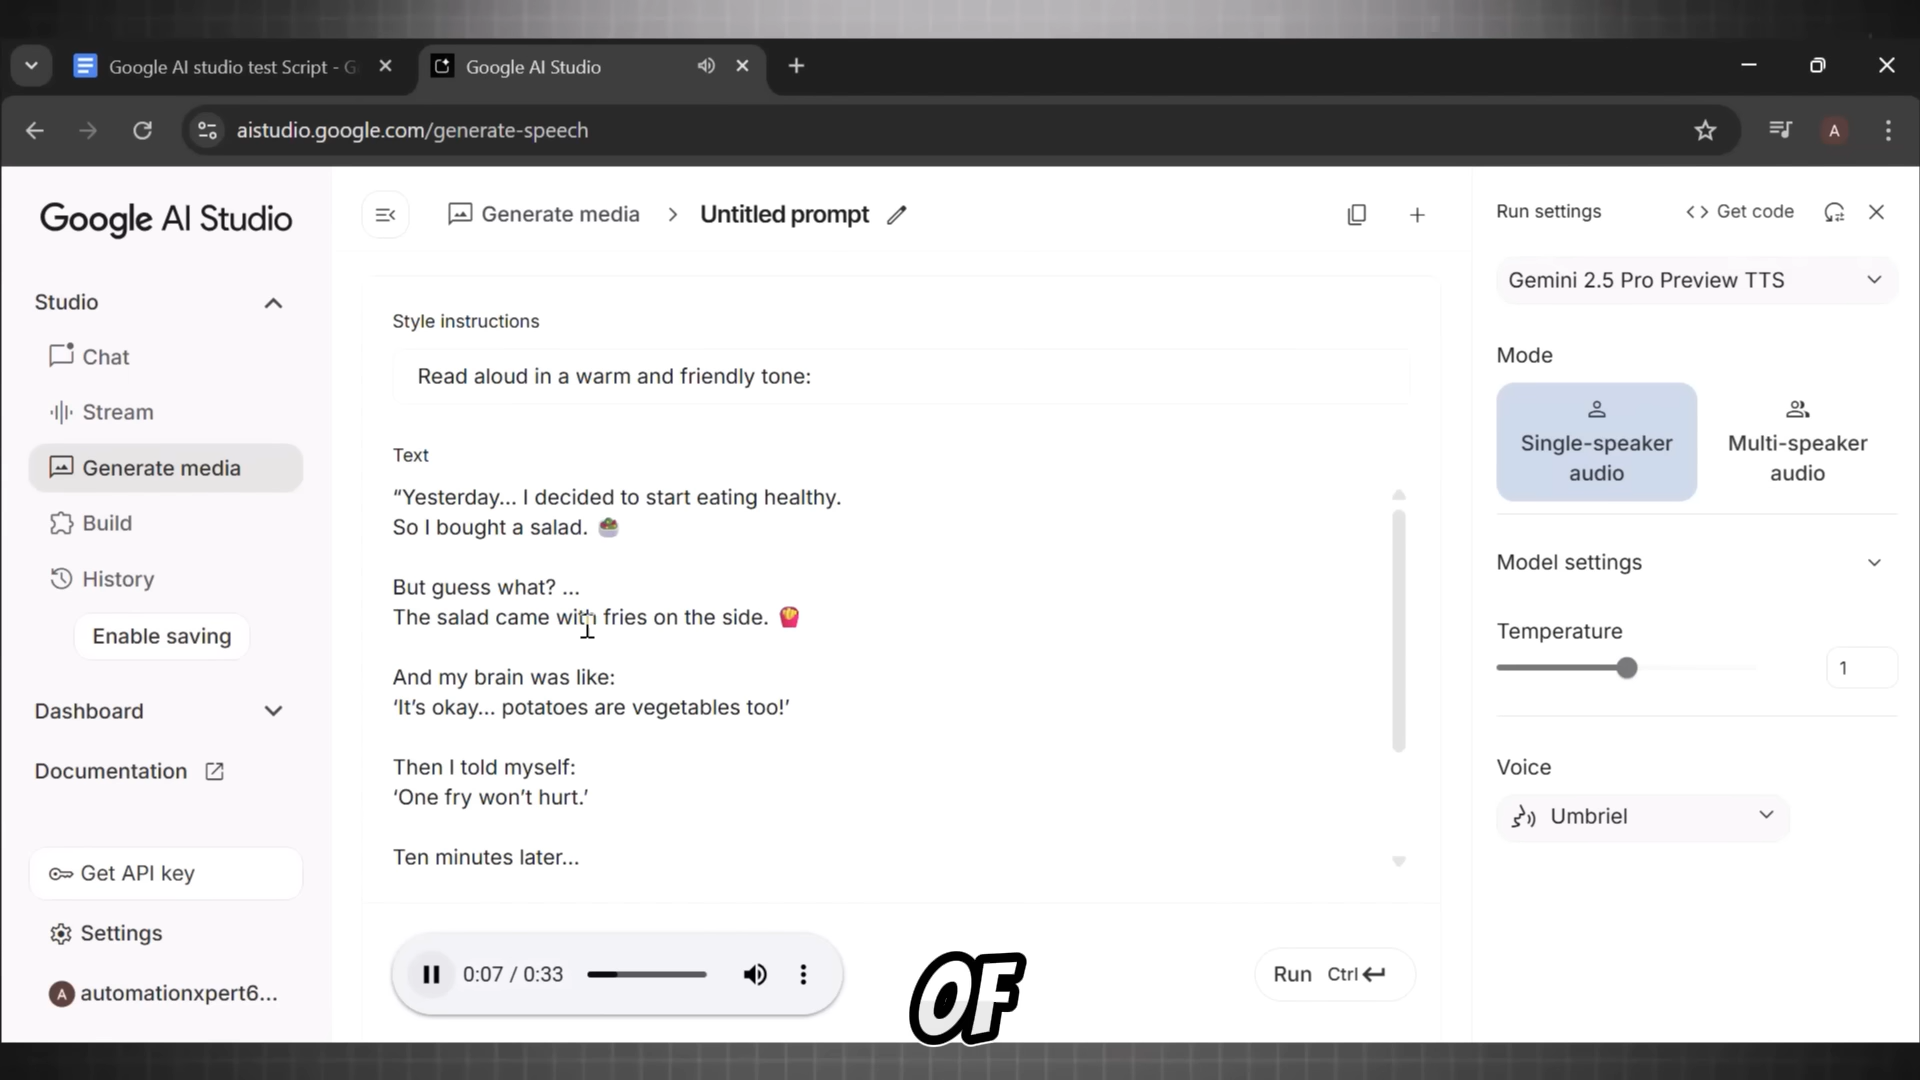 Google AI studio test Script - G
Google AI Studio
aistudio.google.com/generate-speech
A
Google AI Studio
Generate media
Untitled prompt
Run settings
Get code
Studio
Chat
Stream
Generate media
Build
History
Enable saving
Dashboard
Documentation
Get API key
Settings
A
automationxpert6...
Style instructions
Read aloud in a warm and friendly tone:
Text
“Yesterday... I decided to start eating healthy.
So I bought a salad. 🥗
But guess what? ...
The salad came with fries on the side. 🍟
And my brain was like:
‘It’s okay... potatoes are vegetables too!’
Then I told myself:
‘One fry won’t hurt.’
Ten minutes later...
0:07 / 0:33
OF
Run Ctrl
Gemini 2.5 Pro Preview TTS
Mode
Single-speaker
audio
Multi-speaker
audio
Model settings
Temperature
1
Voice
Umbriel